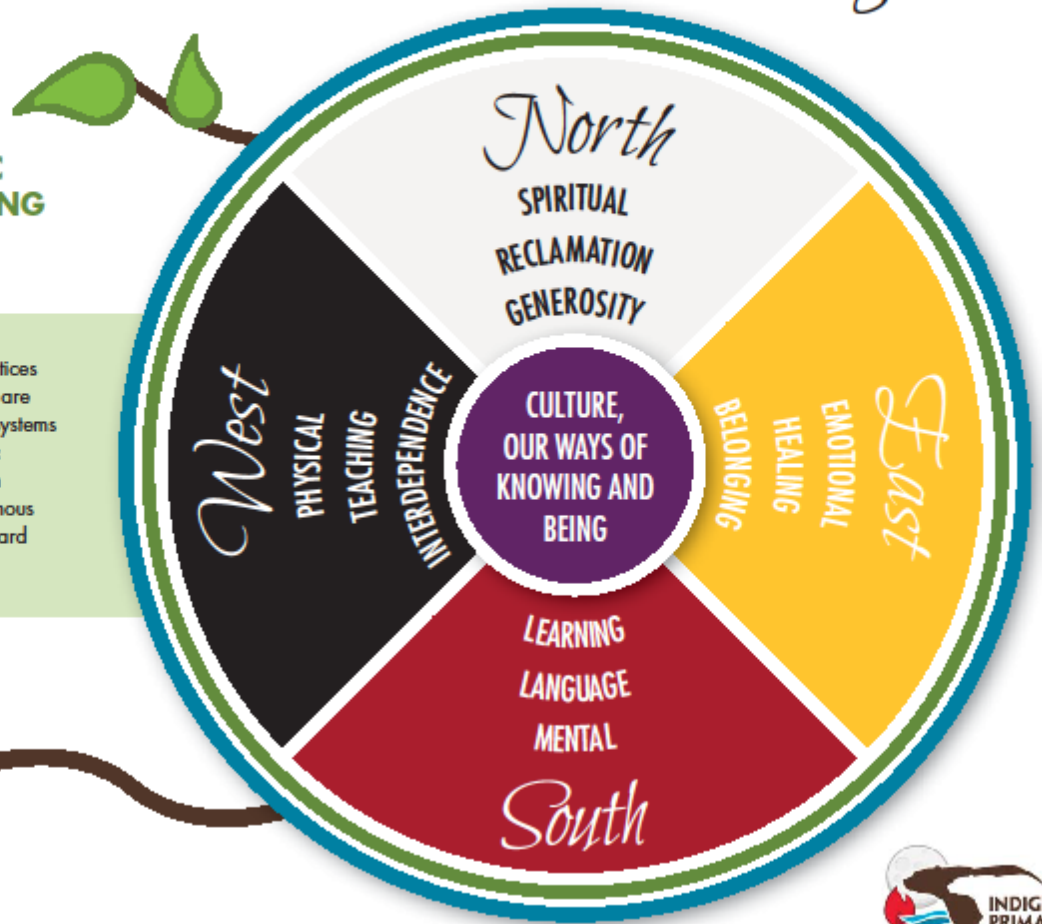 NG
tices
are
ystems
nous
ard
North
SPIRITUAL
RECLAMATION
GENEROSITY
East
EMOTIONAL
HEALING
BELONGING
LEARNING
LANGUAGE
MENTAL
South
West
PHYSICAL
TEACHING
INTERDEPENDENCE
CULTURE,
OUR WAYS OF
KNOWING AND
BEING
INDIG
PRIMA